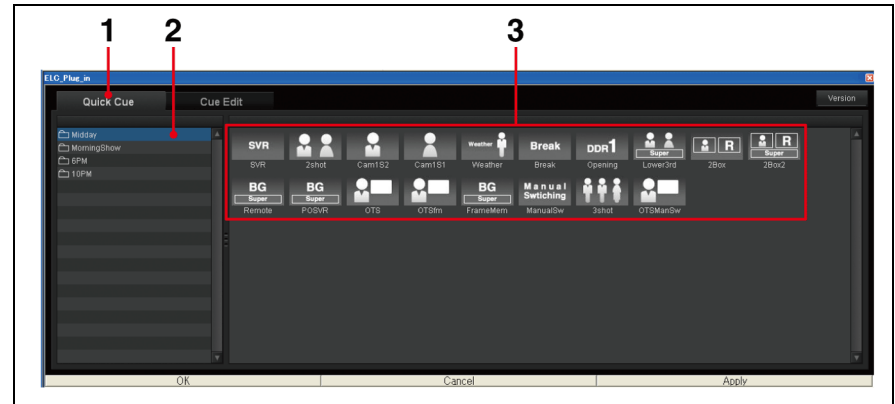 1 2 3
ELC_Plug_in
Quick Cue Cue Edit Version
Midday
MorningShow
6PM
10PM
SVR Weather Break DDR1 Super R R Super
SVR 2shot Cam1S2 Cam1S1 Weather Break Opening Lower3rd 2Box 2Box2
BG Super BG Super BG Super Manual Swtiching
Remote POSVR OTS OTSfm FrameMem ManualSw 3shot OTSManSw
OK Cancel Apply